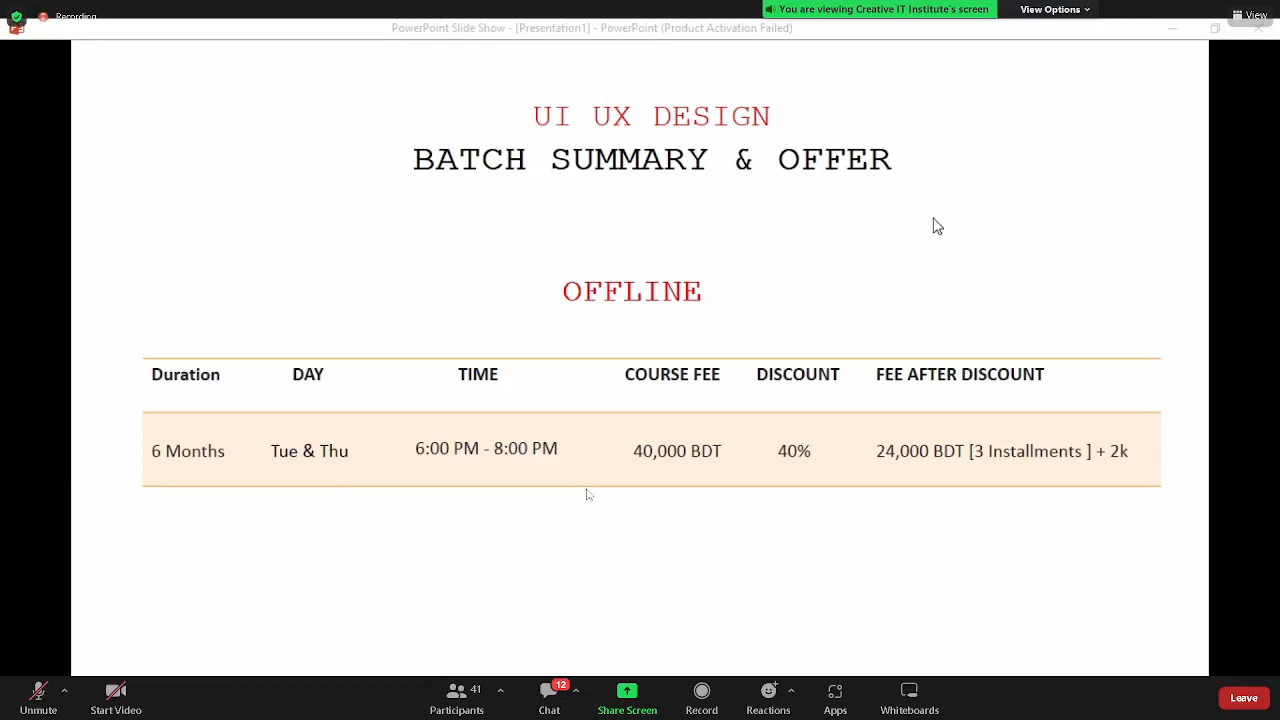 Recording
You are viewing Creative IT Institute's screen
View Options
View
PowerPoint Slide Show - [Presentation1] - PowerPoint (Product Activation Failed)
UI UX DESIGN
BATCH SUMMARY & OFFER
OFFLINE
Duration DAY TIME COURSE FEE DISCOUNT FEE AFTER DISCOUNT
6 Months Tue & Thu 6:00 PM - 8:00 PM 40,000 BDT 40% 24,000 BDT [3 Installments ] + 2k
41
12
Unmute Start Video Participants Chat Share Screen Record Reactions Apps Whiteboards Leave